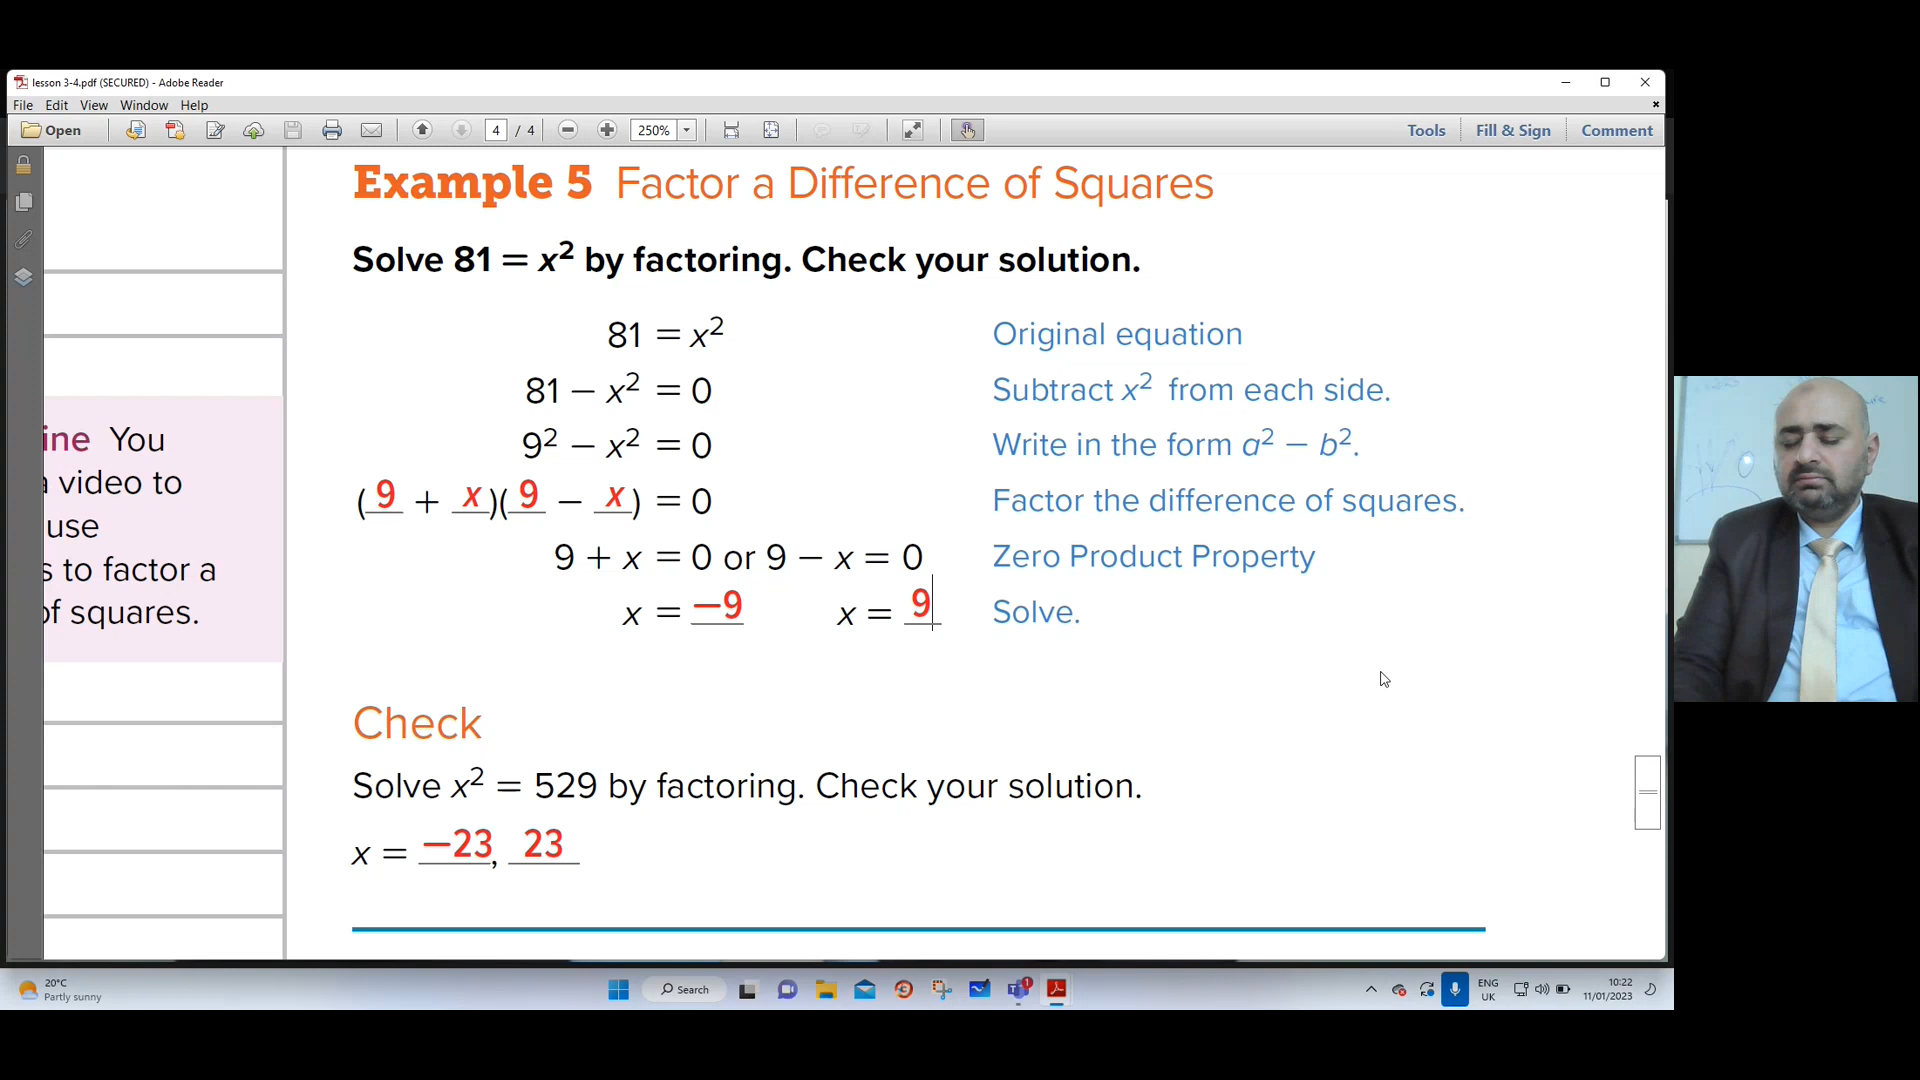 lesson 3-4.pdf (SECURED) - Adobe Reader
File Edit View Window Help
Open 4 / 4 250% Tools Fill & Sign Comment
Example 5 Factor a Difference of Squares
Solve 81 = x² by factoring. Check your solution.
81 = x² Original equation
81 − x² = 0 Subtract x² from each side.
9² − x² = 0 Write in the form a² − b².
(9 + x)(9 − x) = 0 Factor the difference of squares.
9 + x = 0 or 9 − x = 0 Zero Product Property
x = −9 x = 9 Solve.
ine You
a video to
use
s to factor a
of squares.
Check
Solve x² = 529 by factoring. Check your solution.
x = −23, 23
20°C
Partly sunny
Search
1
ENG
UK
10:22
11/01/2023